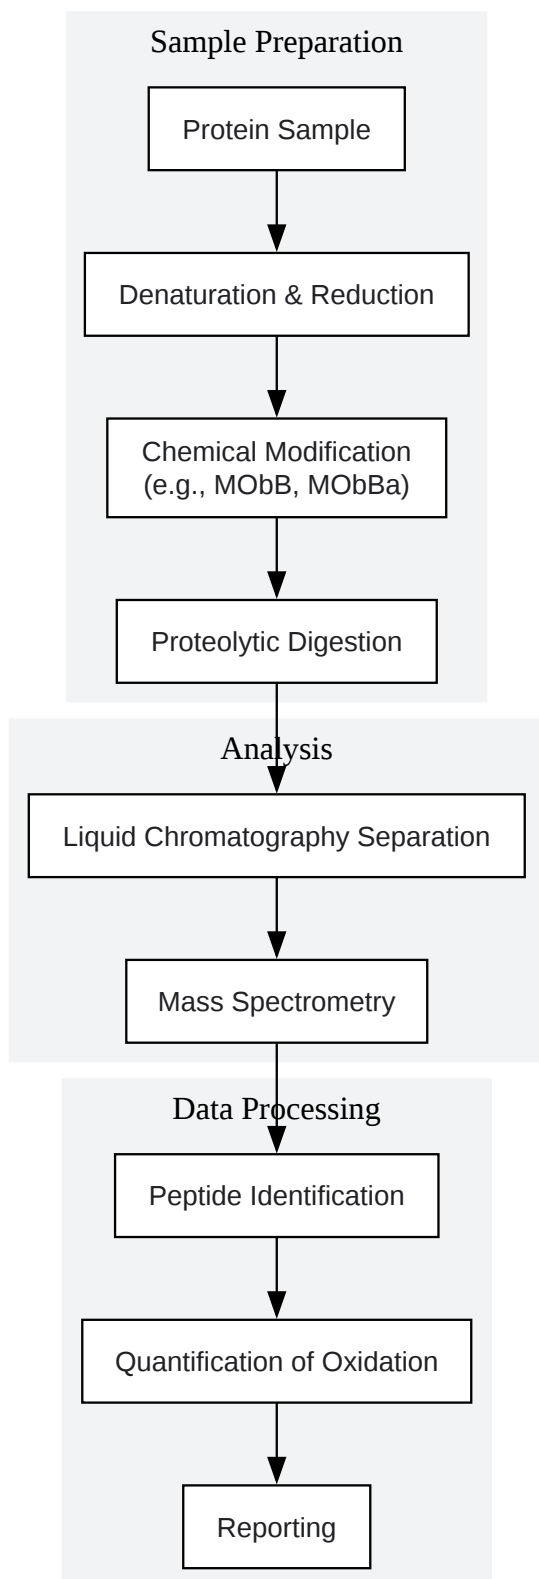 Sample Preparation
Protein Sample
Denaturation & Reduction
Chemical Modification
(e.g., MObB, MObBa)
Proteolytic Digestion
Analysis
Liquid Chromatography Separation
Mass Spectrometry
Data Processing
Peptide Identification
Quantification of Oxidation
Reporting